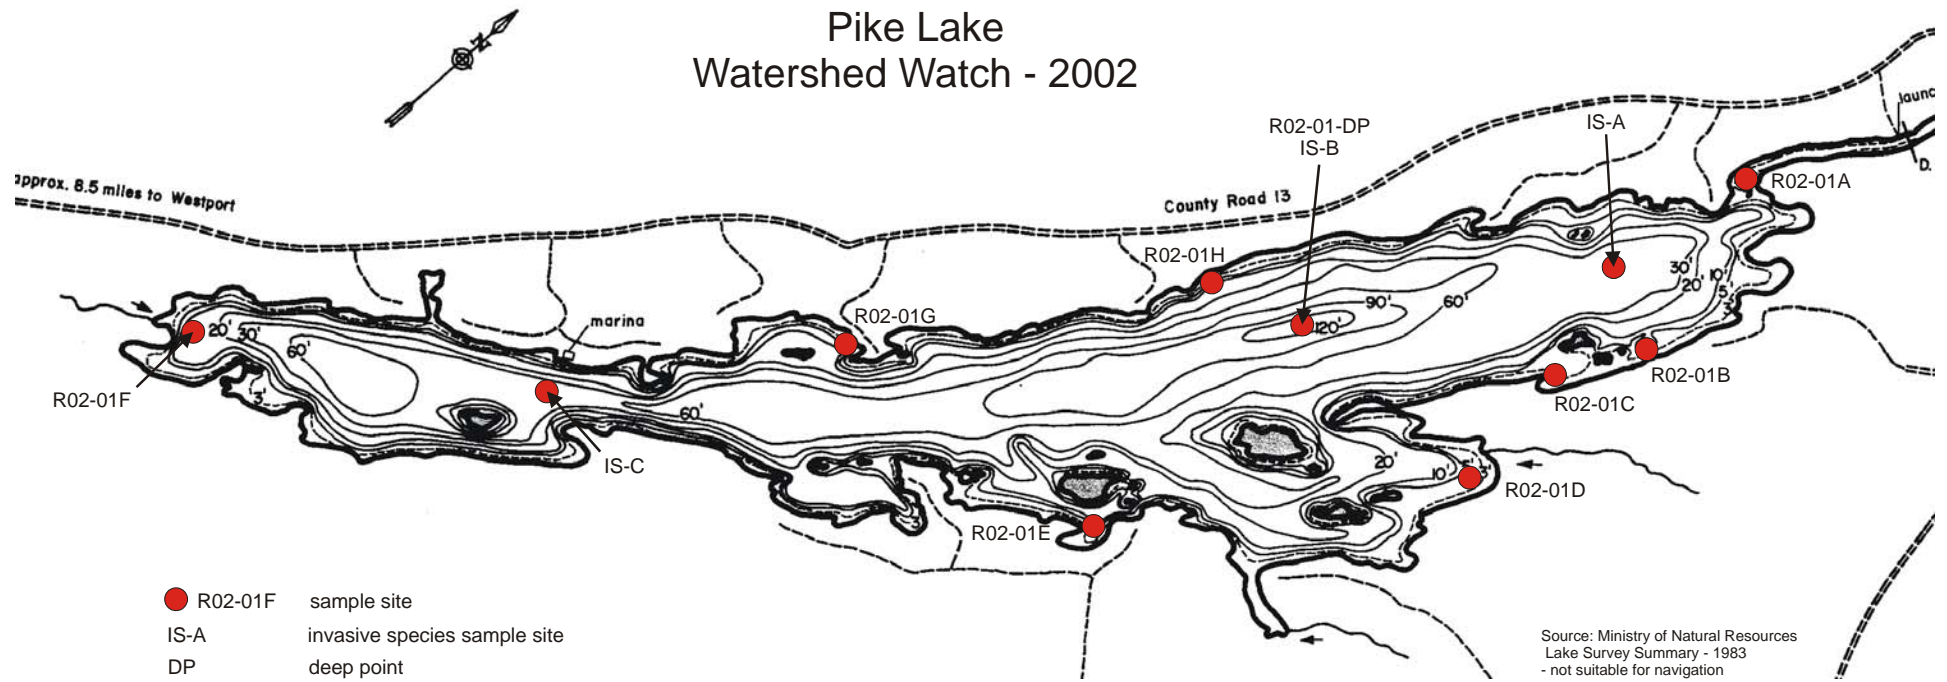 Pike Lake
Watershed Watch - 2002
N
approx. 8.5 miles to Westport
County Road 13
R02-01-DP
IS-B
IS-A
launc
D.
R02-01A
R02-01H
R02-01G
marina
R02-01F
IS-C
R02-01B
R02-01C
R02-01D
R02-01E
20'
30'
60'
3'
60'
90'
60'
120'
30'
20'
10'
5'
3'
20'
10'
5'
3'
3'
R02-01F sample site
IS-A invasive species sample site
DP deep point
Source: Ministry of Natural Resources
Lake Survey Summary - 1983
- not suitable for navigation